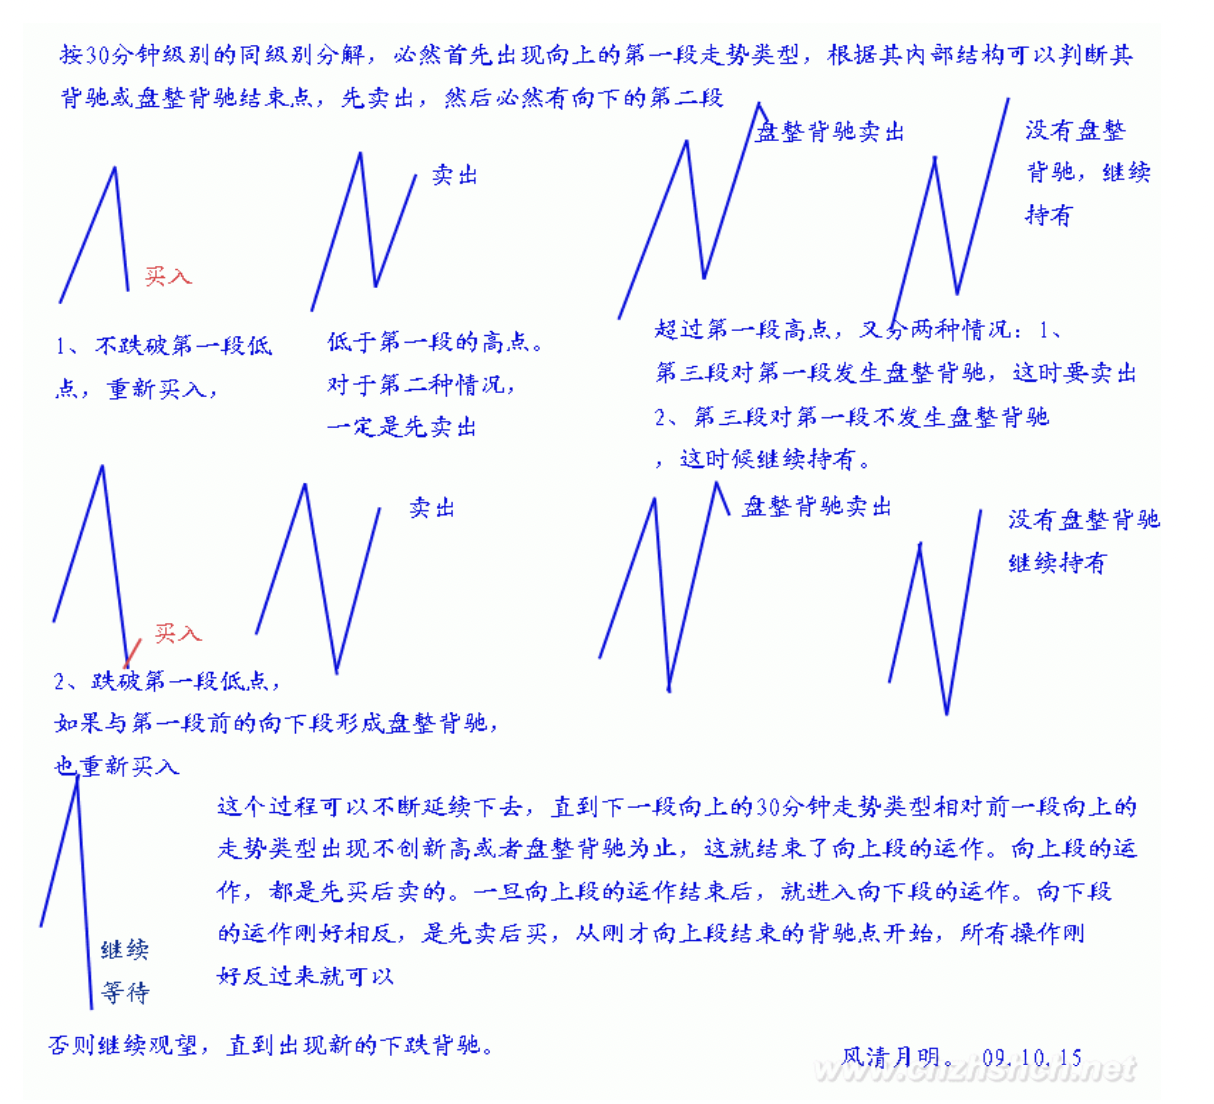 按30分钟级别的同级别分解，必然首先出现向上的第一段走势类型，根据其内部结构可以判断其
背驰或盘整背驰结束点，先卖出，然后必然有向下的第二段
买入
卖出
盘整背驰卖出
没有盘整
背驰，继续
持有
1、不跌破第一段低
点，重新买入，
低于第一段的高点。
对于第二种情况，
一定是先卖出
超过第一段高点，又分两种情况：1、
第三段对第一段发生盘整背驰，这时要卖出
2、第三段对第一段不发生盘整背驰
，这时候继续持有。
买入
卖出
盘整背驰卖出
没有盘整背驰
继续持有
2、跌破第一段低点，
如果与第一段前的向下段形成盘整背驰，
也重新买入
继续
等待
这个过程可以不断延续下去，直到下一段向上的30分钟走势类型相对前一段向上的
走势类型出现不创新高或者盘整背驰为止，这就结束了向上段的运作。向上段的运
作，都是先买后卖的。一旦向上段的运作结束后，就进入向下段的运作。向下段
的运作刚好相反，是先卖后买，从刚才向上段结束的背驰点开始，所有操作刚
好反过来就可以
否则继续观望，直到出现新的下跌背驰。
风清月明。 09.10.15
www.chzhshch.net